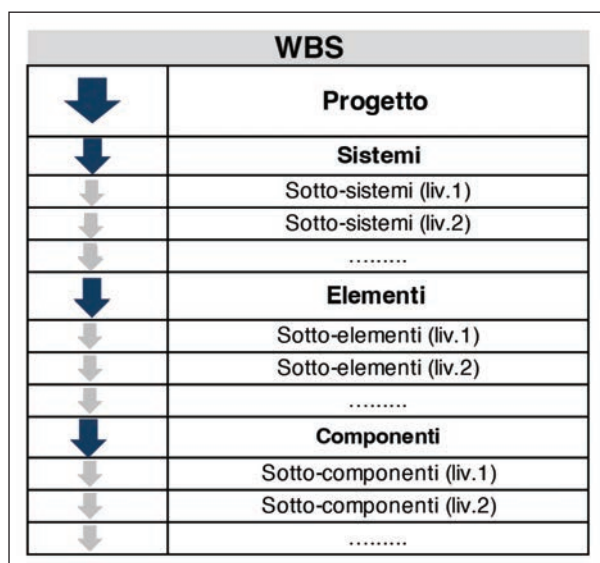 WBS
Progetto
Sistemi
Sotto-sistemi (liv.1)
Sotto-sistemi (liv.2)
….....
Elementi
Sotto-elementi (liv.1)
Sotto-elementi (liv.2)
….....
Componenti
Sotto-componenti (liv.1)
Sotto-componenti (liv.2)
….....